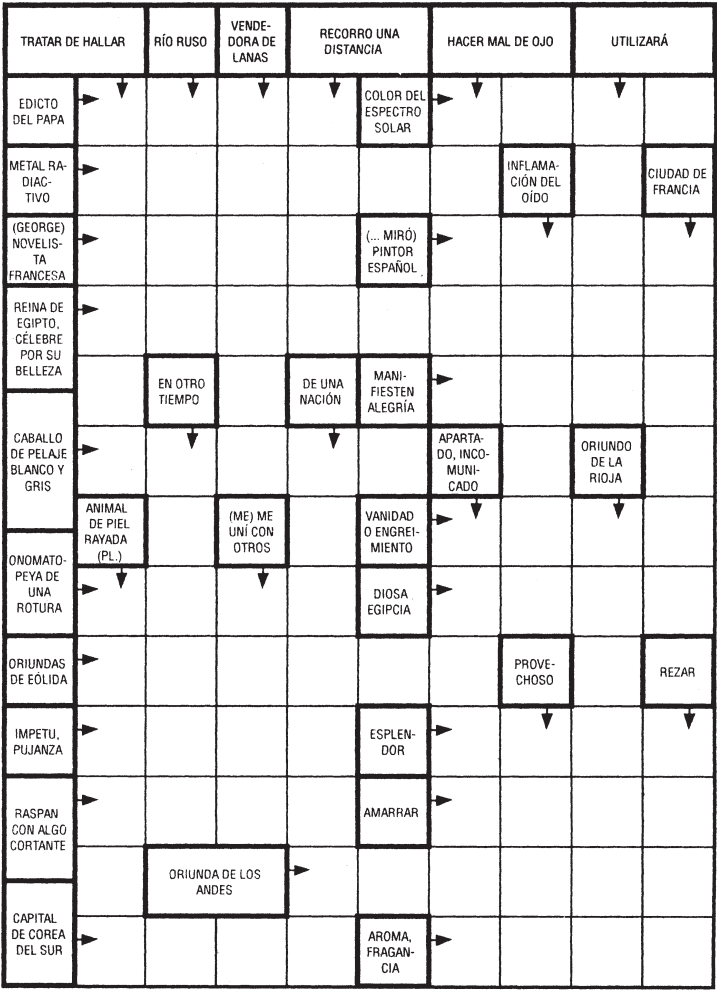 TRATAR DE HALLAR
RÍO RUSO
VENDE-
DORA DE
LANAS
RECORRO UNA
DISTANCIA
HACER MAL DE OJO
UTILIZARÁ
EDICTO
DEL PAPA
COLOR DEL
ESPECTRO
SOLAR
METAL RA-
DIAC-
TIVO
INFLAMA-
CIÓN DEL
OÍDO
CIUDAD DE
FRANCIA
(GEORGE)
NOVELIS-
TA
FRANCESA
(... MIRÓ)
PINTOR
ESPAÑOL
REINA DE
EGIPTO,
CÉLEBRE
POR SU
BELLEZA
EN OTRO
TIEMPO
DE UNA
NACIÓN
MANI-
FIESTEN
ALEGRÍA
CABALLO
DE PELAJE
BLANCO Y
GRIS
APARTA-
DO, INCO-
MUNI-
CADO
ORIUNDO
DE LA
RIOJA
ANIMAL
DE PIEL
RAYADA
(PL.)
(ME) ME
UNÍ CON
OTROS
VANIDAD
O ENGREI-
MIENTO
ONOMATO-
PEYA DE
UNA
ROTURA
DIOSA
EGIPCIA
ORIUNDAS
DE EÓLIDA
PROVE-
CHOSO
REZAR
IMPETU,
PUJANZA
ESPLEN-
DOR
RASPAN
CON ALGO
CORTANTE
AMARRAR
ORIUNDA DE LOS
ANDES
CAPITAL
DE COREA
DEL SUR
AROMA,
FRAGAN-
CIA